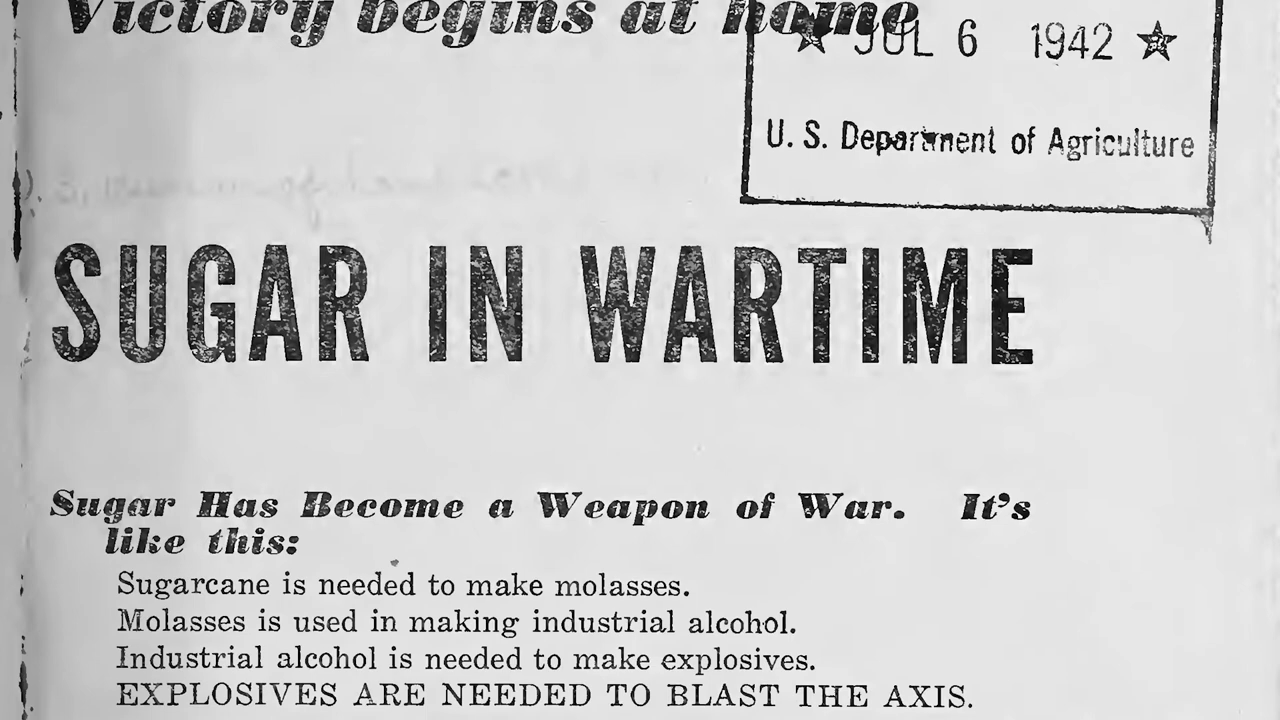 Victory begins at home
★ JUL 6 1942 ★
U. S. Department of Agriculture
SUGAR IN WARTIME
Sugar Has Become a Weapon of War. It's
like this:
Sugarcane is needed to make molasses.
Molasses is used in making industrial alcohol.
Industrial alcohol is needed to make explosives.
EXPLOSIVES ARE NEEDED TO BLAST THE AXIS.